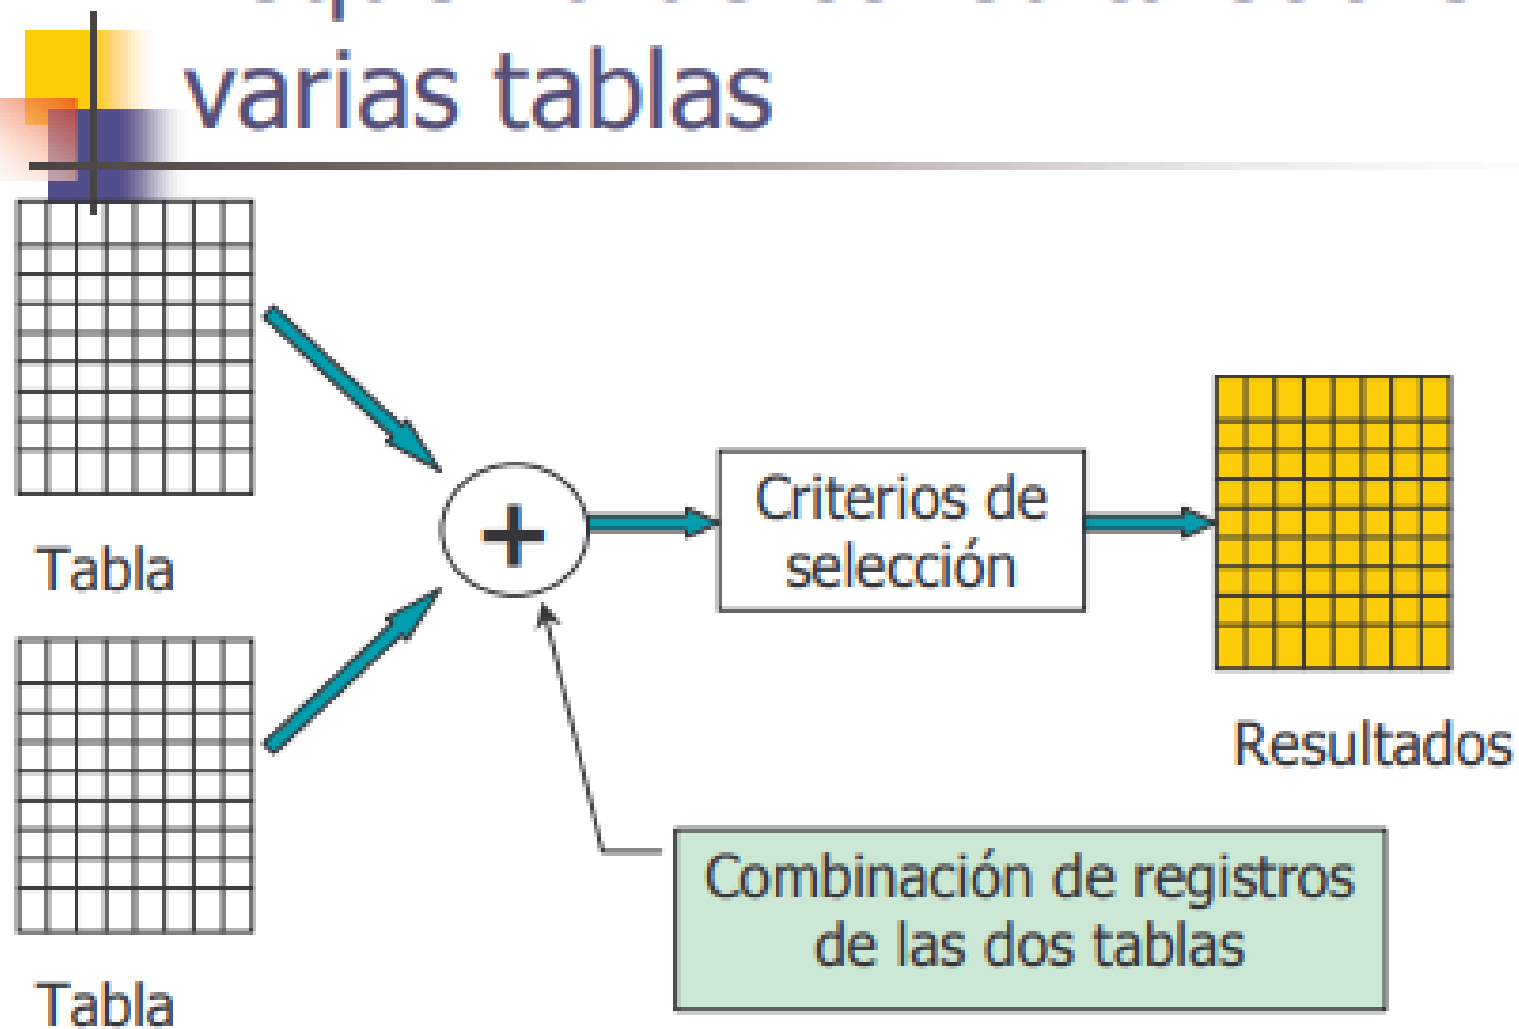 varias tablas
Tabla
+
Criterios de
selección
Resultados
Combinación de registros
de las dos tablas
Tabla